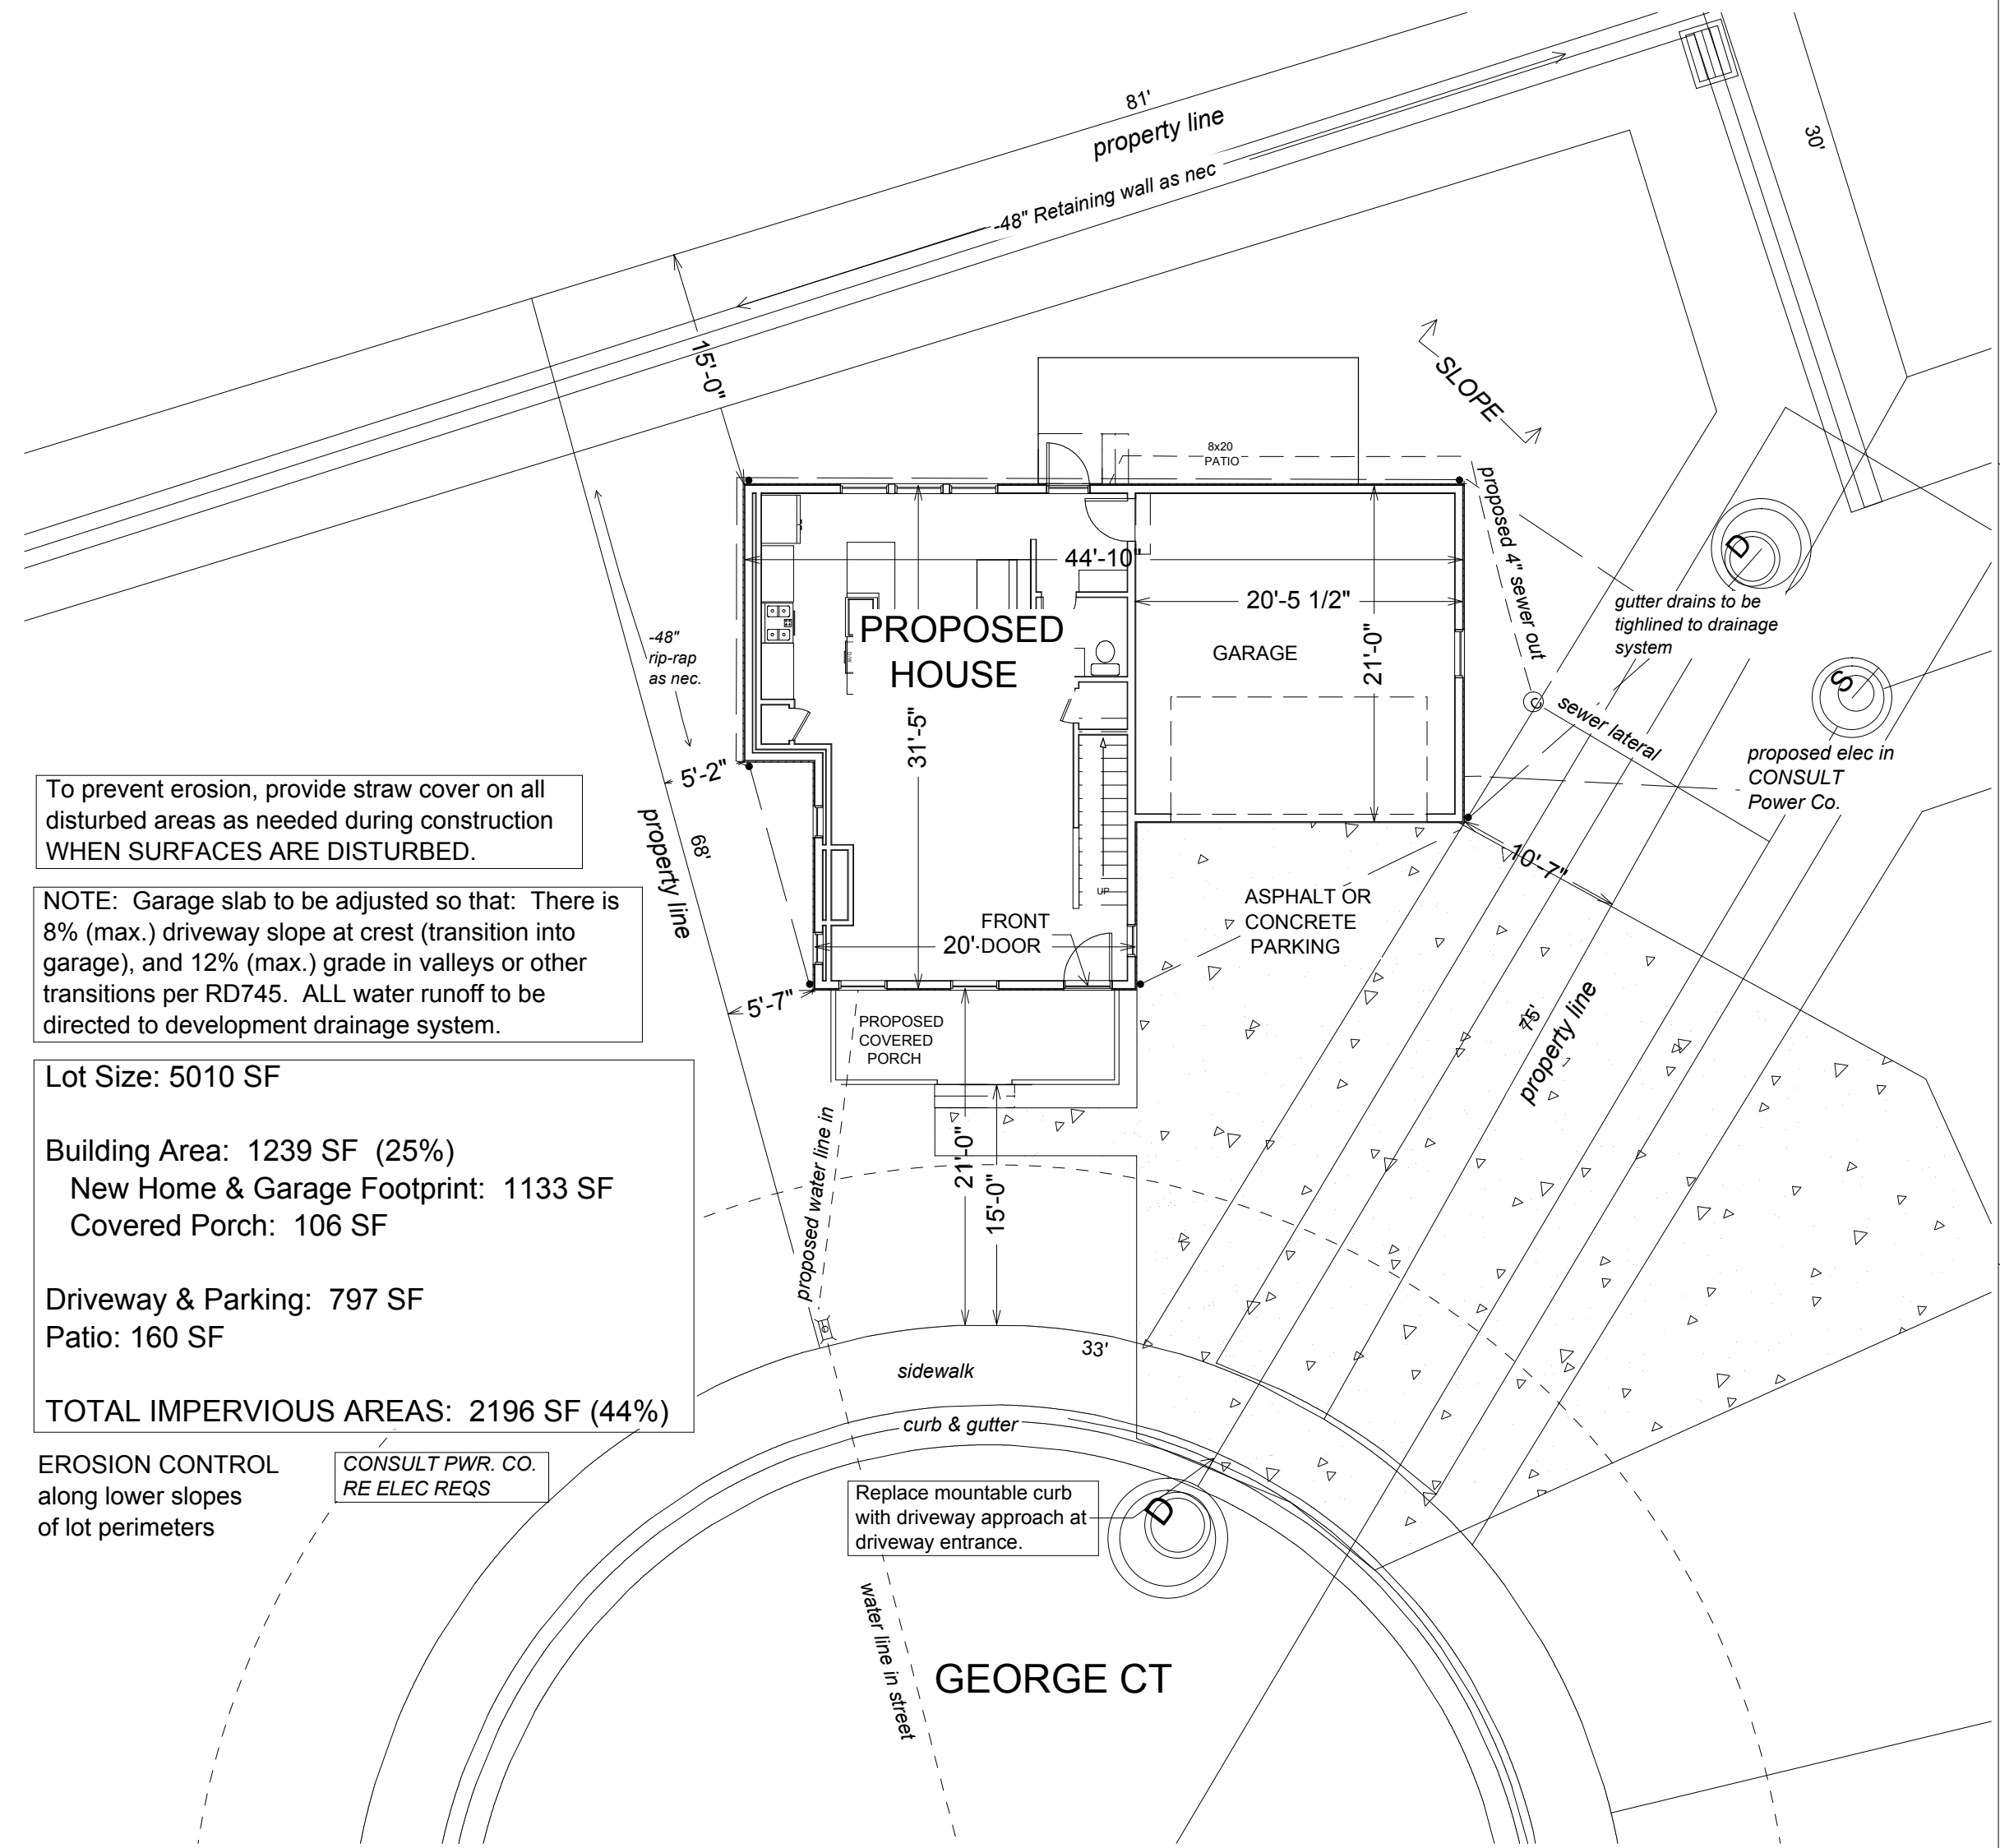 81'
property line
30'
-48" Retaining wall as nec
15'-0"
SLOPE
8x20
PATIO
proposed 4" sewer out
D
44'-10"
20'-5 1/2"
gutter drains to be
tighlined to drainage
system
-48"
rip-rap
as nec.
PROPOSED
HOUSE
GARAGE
21'-0"
31'-5"
S
C
sewer lateral
proposed elec in
CONSULT
Power Co.
5'-2"
To prevent erosion, provide straw cover on all
disturbed areas as needed during construction
WHEN SURFACES ARE DISTURBED.
68'
property line
10'-7"
UP
NOTE: Garage slab to be adjusted so that: There is
8% (max.) driveway slope at crest (transition into
garage), and 12% (max.) grade in valleys or other
transitions per RD745. ALL water runoff to be
directed to development drainage system.
FRONT
DOOR
20'-
ASPHALT OR
CONCRETE
PARKING
5'-7"
PROPOSED
COVERED
PORCH
75'
property line
Lot Size: 5010 SF
Building Area: 1239 SF (25%)
New Home & Garage Footprint: 1133 SF
Covered Porch: 106 SF
Driveway & Parking: 797 SF
Patio: 160 SF
TOTAL IMPERVIOUS AREAS: 2196 SF (44%)
proposed water line in
21'-0"
15'-0"
33'
sidewalk
curb & gutter
EROSION CONTROL
along lower slopes
of lot perimeters
CONSULT PWR. CO.
RE ELEC REQS
Replace mountable curb
with driveway approach at
driveway entrance.
D
water line in street
GEORGE CT